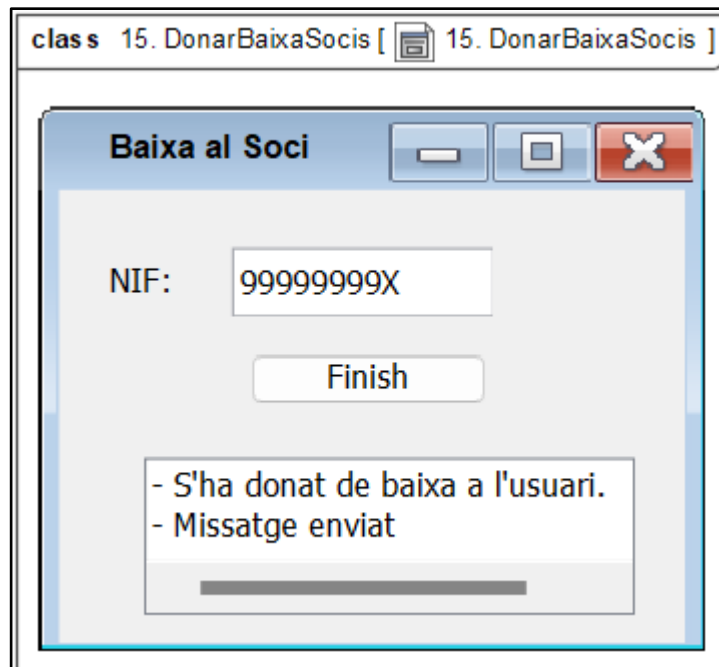 class 15. DonarBaixaSocis [ 15. DonarBaixaSocis ]
Baixa al Soci
NIF: 99999999X
Finish
- S'ha donat de baixa a l'usuari.
- Missatge enviat